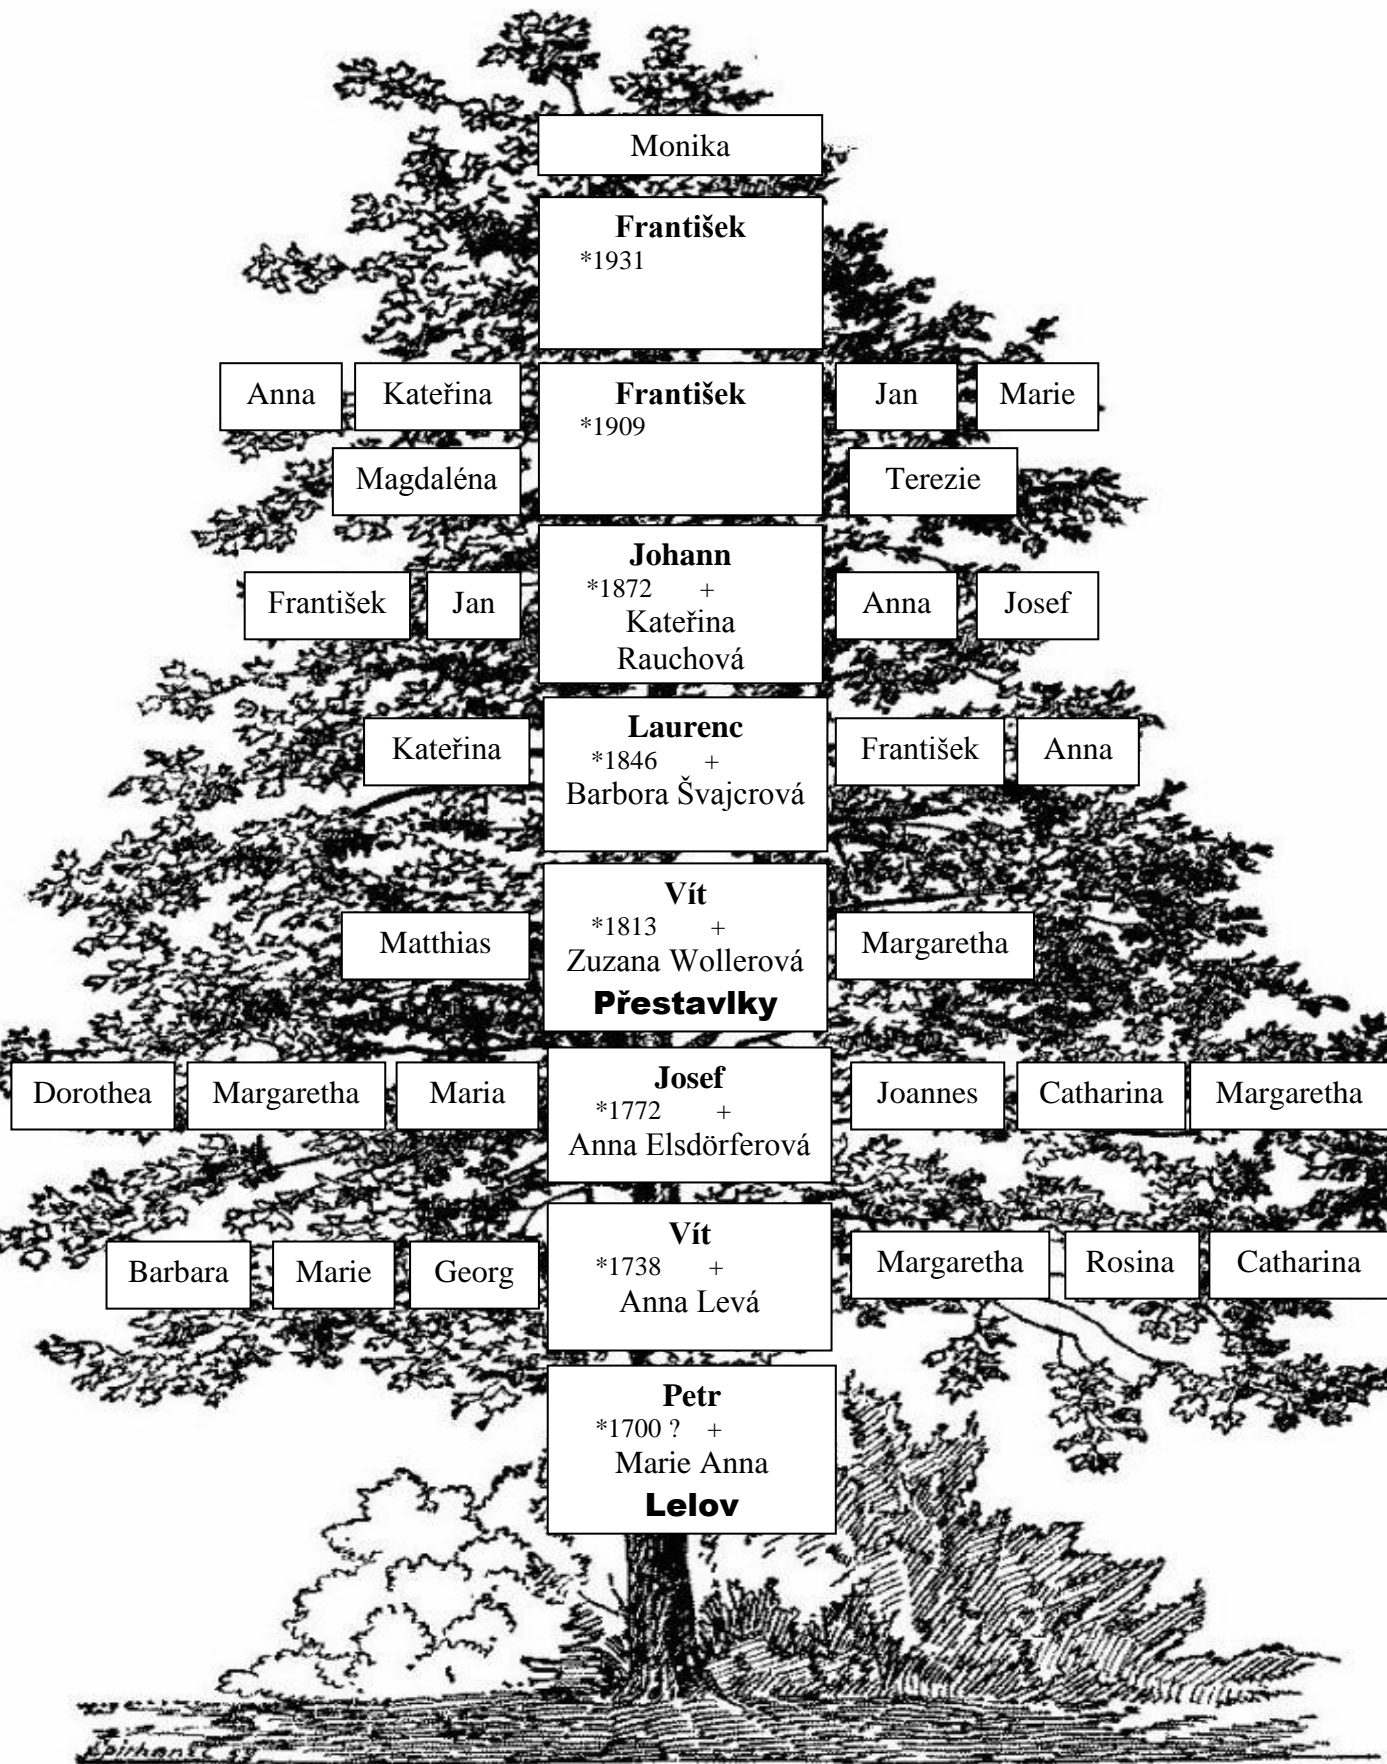 Monika
František
*1931
Anna
Kateřina
František
*1909
Jan
Marie
Magdaléna
Terezie
Johann
*1872 +
Kateřina
Rauchová
František
Jan
Anna
Josef
Laurenc
*1846 +
Barbora Švajcrová
Kateřina
František
Anna
Vít
*1813 +
Zuzana Wollerová
Přestavlky
Matthias
Margaretha
Josef
*1772 +
Anna Elsdörferová
Dorothea
Margaretha
Maria
Joannes
Catharina
Margaretha
Vít
*1738 +
Anna Levá
Barbara
Marie
Georg
Margaretha
Rosina
Catharina
Petr
*1700 ? +
Marie Anna
Lelov